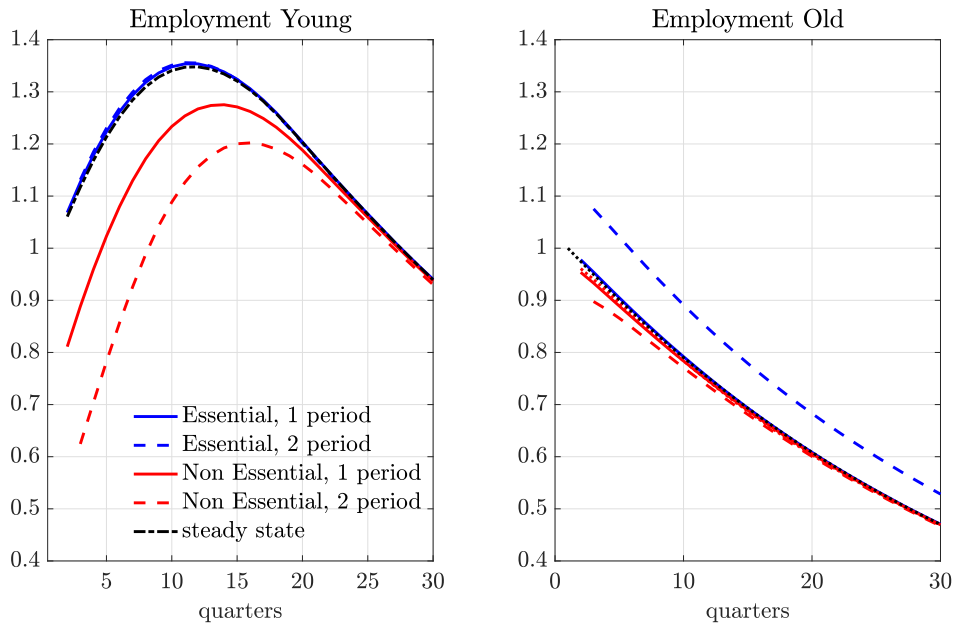 Employment Young
1.4
1.3
1.2
1.1
1
0.9
0.8
0.7
0.6
0.5
0.4
Essential, 1 period
Essential, 2 period
Non Essential, 1 period
Non Essential, 2 period
steady state
5 10 15 20 25 30
quarters
Employment Old
1.4
1.3
1.2
1.1
1
0.9
0.8
0.7
0.6
0.5
0.4
0 10 20 30
quarters